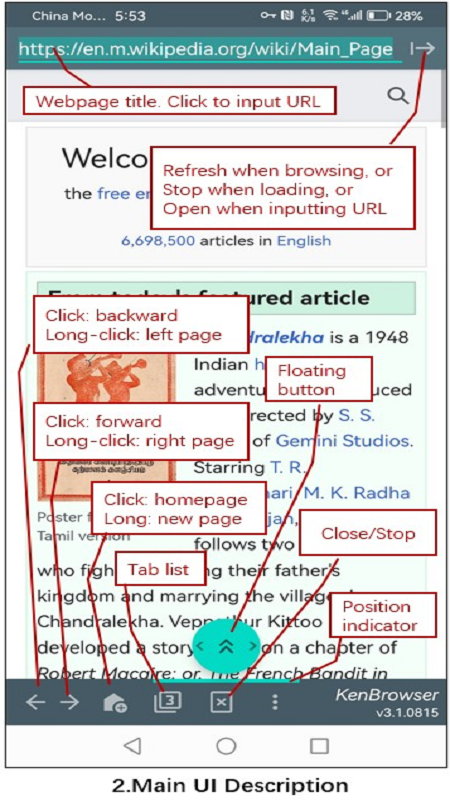 China Mo... 5:53 6.1 K/s 4G 28%
https://en.m.wikipedia.org/wiki/Main_Page
Webpage title. Click to input URL
Welco
Refresh when browsing, or
Stop when loading, or
Open when inputting URL
the free en
6,698,500 articles in English
From today's featured article
Click: backward
Long-click: left page
dralekha is a 1948
Indian h
Floating
button
adventu uced
Click: forward
Long-click: right page
rected by S. S.
of Gemini Studios.
Starring T. R.
Click: homepage
Long: new page
hari, M. K. Radha
jan,
Poster f
Tamil version
follows two
Close/Stop
Tab list
who figh ng their father's
kingdom and marrying the village
Position
indicator
Chandralekha. Vepp thur Kittoo
developed a story on a chapter of
Robert Macaire; or, The French Bandit in
3
KenBrowser
v3.1.0815
2.Main UI Description